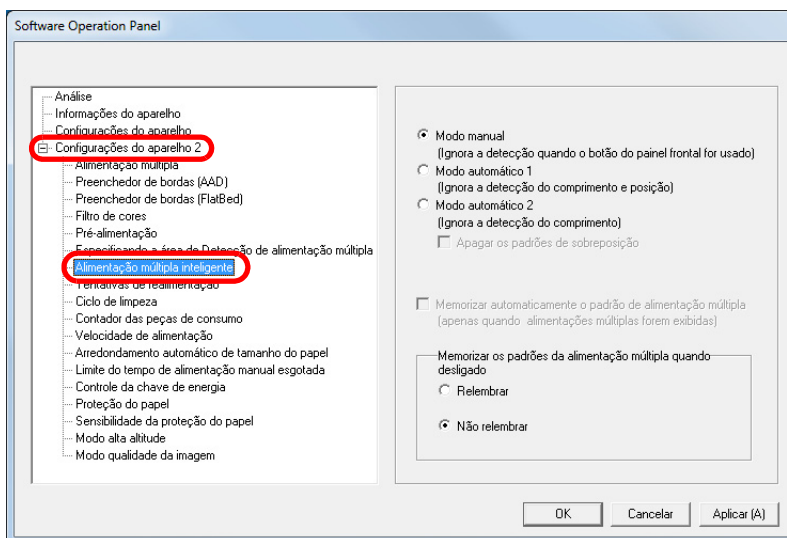 Software Operation Panel
Análise
Informações do aparelho
Configurações do aparelho
Configurações do aparelho 2
Alimentação múltipla
Preenchedor de bordas (AAD)
Preenchedor de bordas (FlatBed)
Filtro de cores
Pré-alimentação
Especificando a área de Detecção de alimentação múltipla
Alimentação múltipla inteligente
Tentativas de realimentação
Ciclo de limpeza
Contador das peças de consumo
Velocidade de alimentação
Arredondamento automático de tamanho do papel
Limite do tempo de alimentação manual esgotada
Controle da chave de energia
Proteção do papel
Sensibilidade da proteção do papel
Modo alta altitude
Modo qualidade da imagem
Modo manual
(Ignora a detecção quando o botão do painel frontal for usado)
Modo automático 1
(Ignora a detecção do comprimento e posição)
Modo automático 2
(Ignora a detecção do comprimento)
Apagar os padrões de sobreposição
Memorizar automaticamente o padrão de alimentação múltipla
(apenas quando alimentações múltiplas forem exibidas)
Memorizar os padrões da alimentação múltipla quando
desligado
Relembrar
Não relembrar
OK
Cancelar
Aplicar (A)